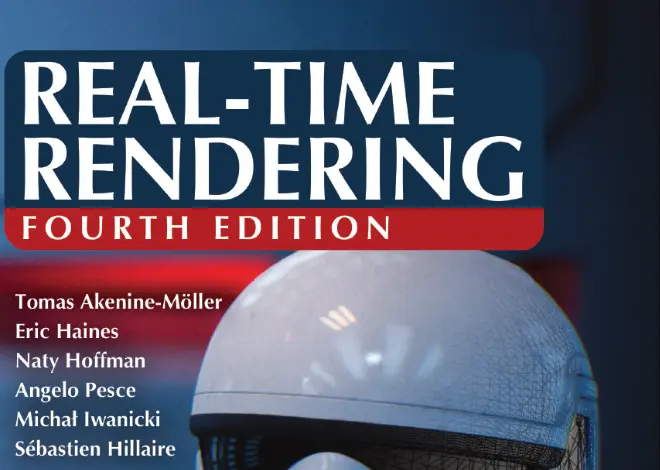 REAL-TIME
RENDERING
FOURTH EDITION
Tomas Akenine-Möller
Eric Haines
Naty Hoffman
Angelo Pesce
Michał Iwanicki
Sébastien Hillaire